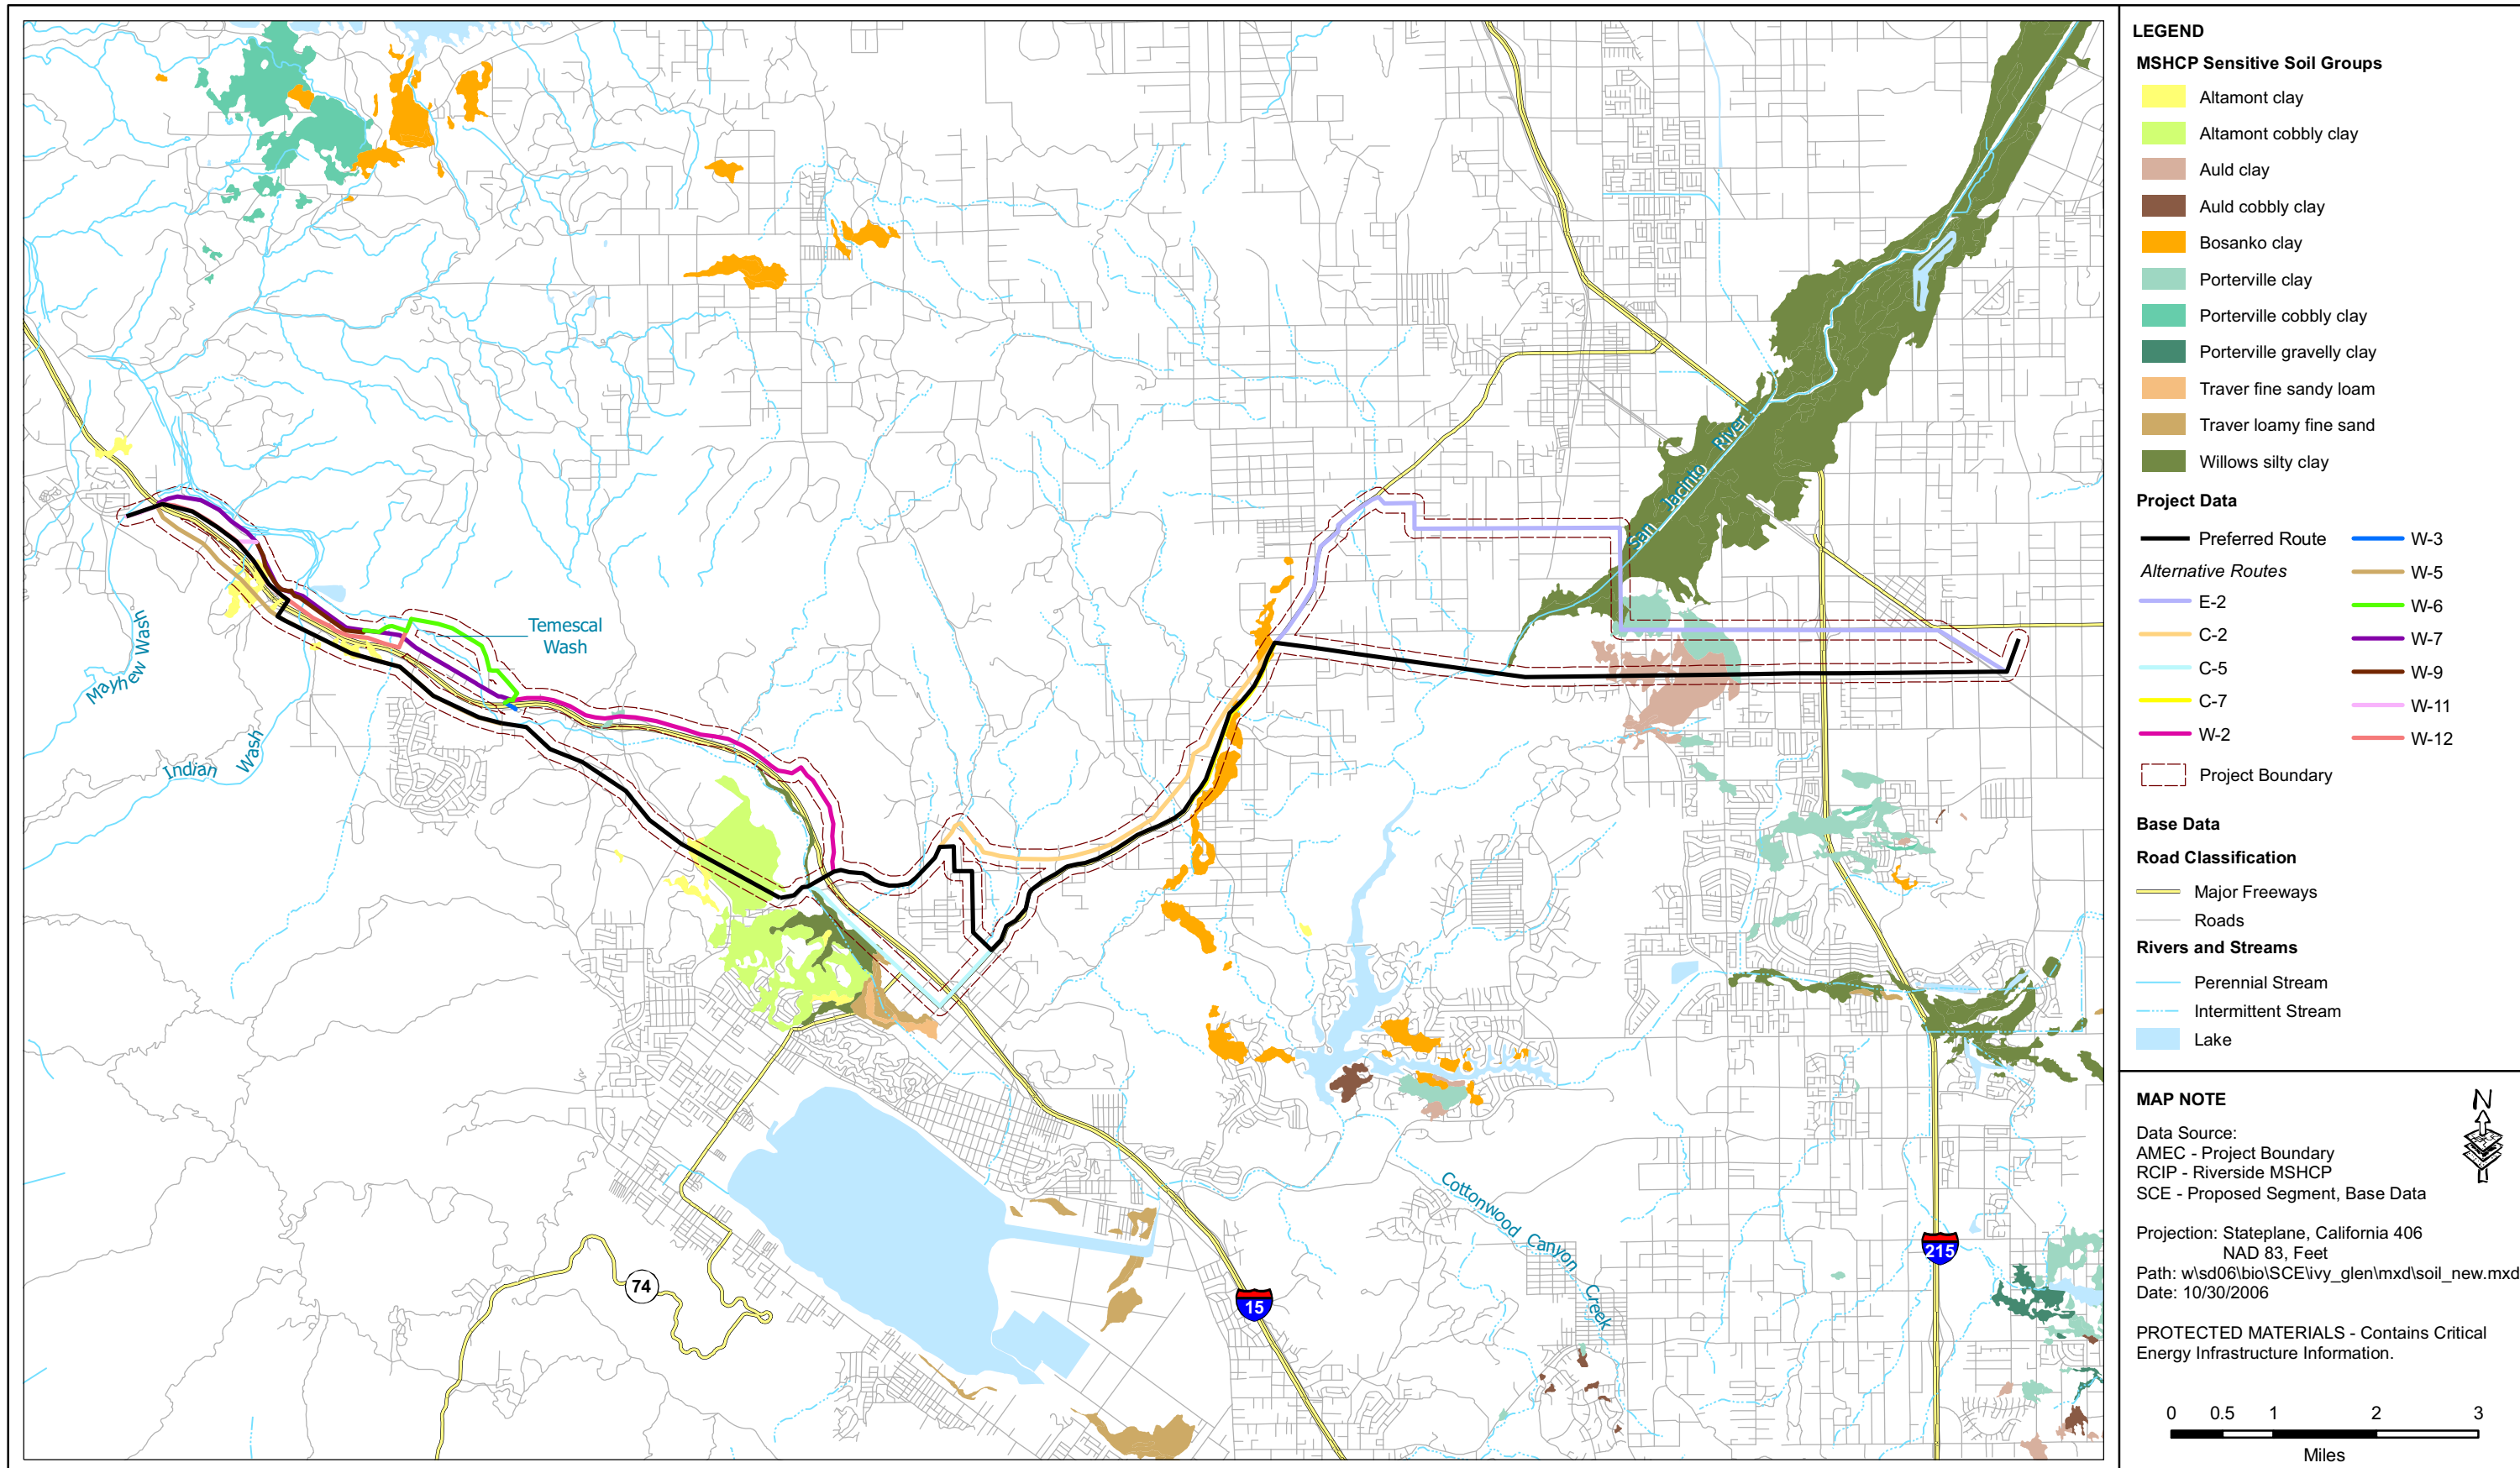 Temescal
Wash
Mayhew Wash
Indian Wash
San Jacinto River
Cottonwood Canyon Creek
74
15
215
LEGEND
MSHCP Sensitive Soil Groups
Altamont clay
Altamont cobbly clay
Auld clay
Auld cobbly clay
Bosanko clay
Porterville clay
Porterville cobbly clay
Porterville gravelly clay
Traver fine sandy loam
Traver loamy fine sand
Willows silty clay
Project Data
Preferred Route
Alternative Routes
E-2
C-2
C-5
C-7
W-2
W-3
W-5
W-6
W-7
W-9
W-11
W-12
Project Boundary
Base Data
Road Classification
Major Freeways
Roads
Rivers and Streams
Perennial Stream
Intermittent Stream
Lake
MAP NOTE
N
Data Source:
AMEC - Project Boundary
RCIP - Riverside MSHCP
SCE - Proposed Segment, Base Data
Projection: Stateplane, California 406
NAD 83, Feet
Path: w\sd06\bio\SCE\ivy_glen\mxd\soil_new.mxd
Date: 10/30/2006
PROTECTED MATERIALS - Contains Critical
Energy Infrastructure Information.
0 0.5 1 2 3
Miles